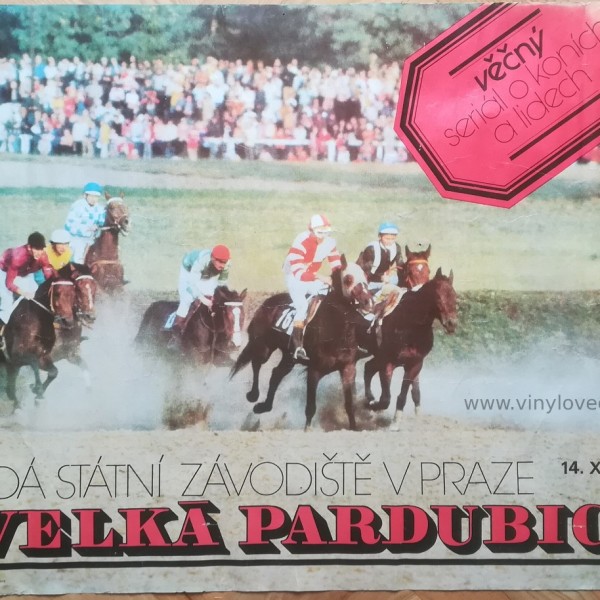 věčný
seriál o koních
a lidech
www.vinylove
DÁ STÁTNÍ ZÁVODIŠTĚ V PRAZE
14. X
VELKÁ PARDUBIC